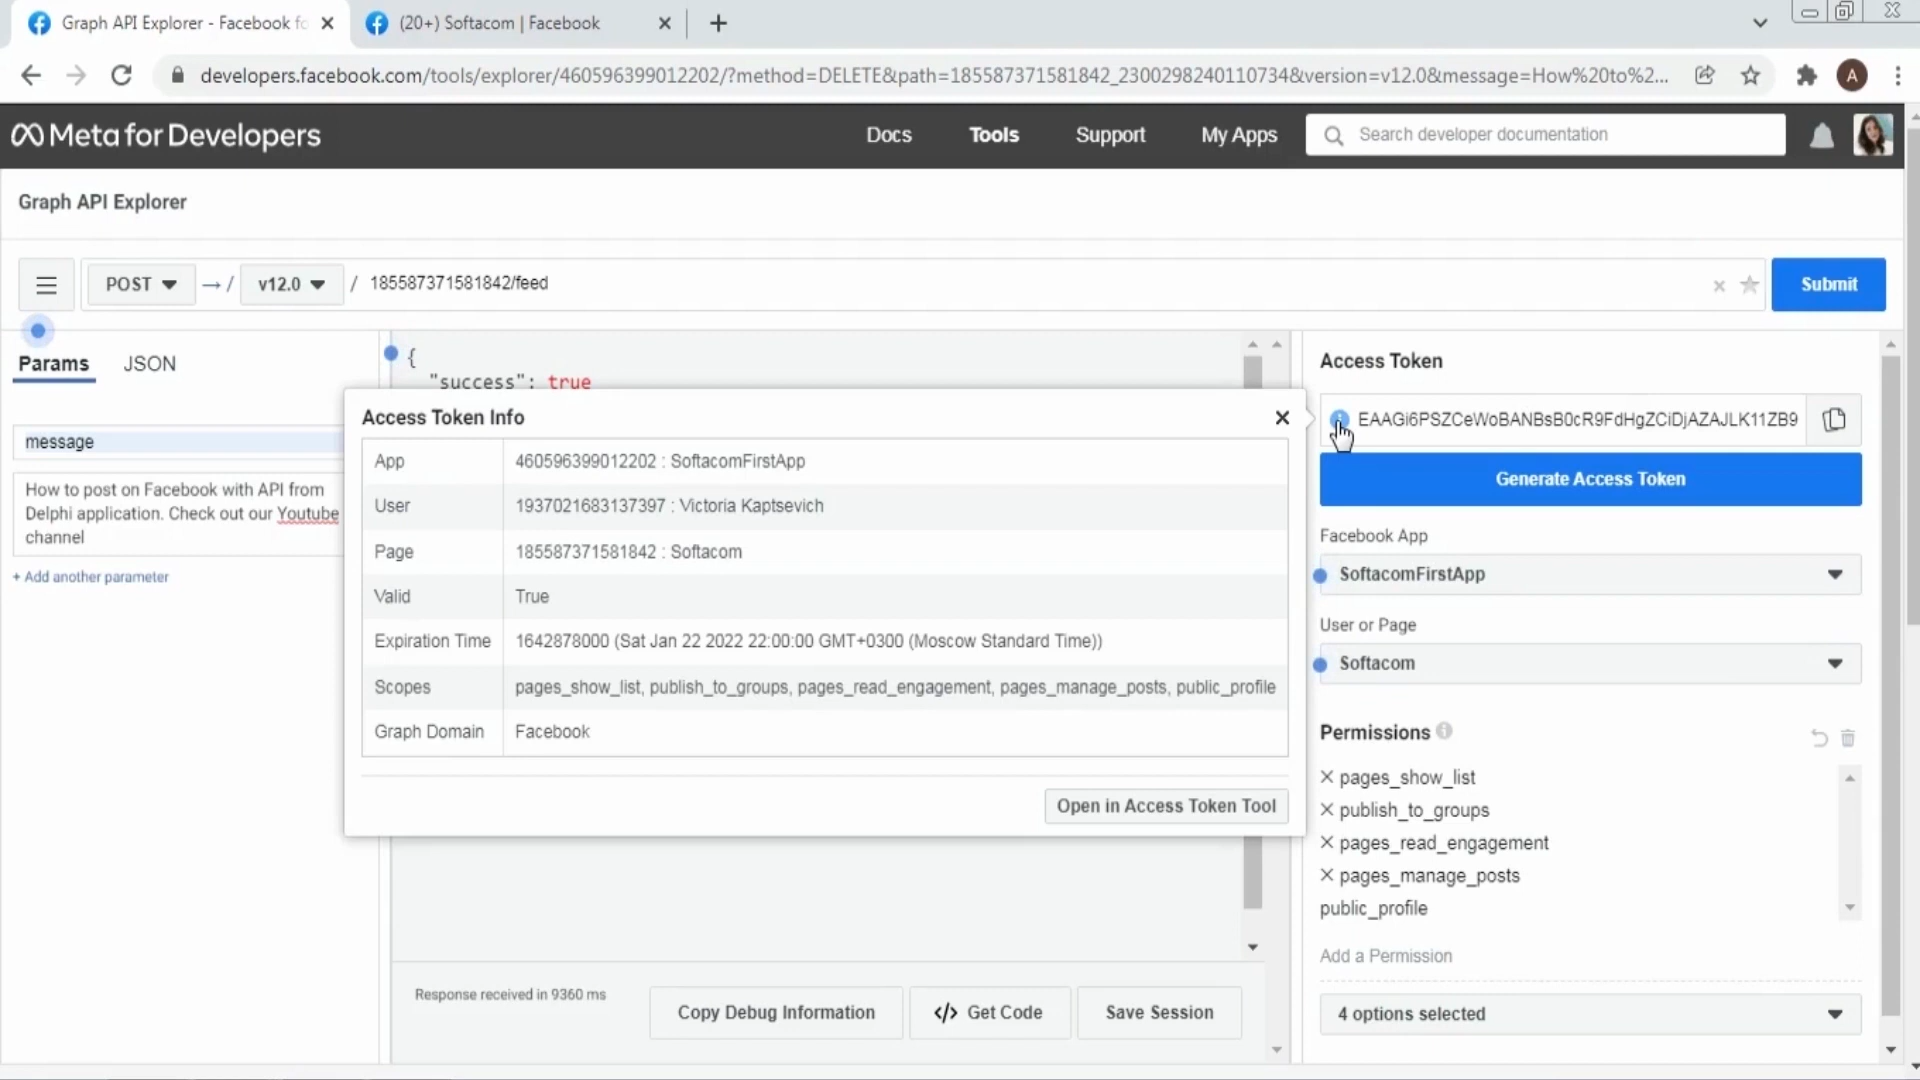 Graph API Explorer - Facebook fo
(20+) Softacom | Facebook
developers.facebook.com/tools/explorer/460596399012202/?method=DELETE&path=185587371581842_2300298240110734&version=v12.0&message=How%20to%2...
A
Meta for Developers
Docs
Tools
Support
My Apps
Search developer documentation
Graph API Explorer
POST
→ /
v12.0
/
185587371581842/feed
Submit
Params
JSON
{
"success": true
message
How to post on Facebook with API from
Delphi application. Check out our Youtube
channel
+ Add another parameter
Access Token Info
App 460596399012202 : SoftacomFirstApp
User 1937021683137397 : Victoria Kaptsevich
Page 185587371581842 : Softacom
Valid True
Expiration Time 1642878000 (Sat Jan 22 2022 22:00:00 GMT+0300 (Moscow Standard Time))
Scopes pages_show_list, publish_to_groups, pages_read_engagement, pages_manage_posts, public_profile
Graph Domain Facebook
Open in Access Token Tool
Response received in 9360 ms
Copy Debug Information
</> Get Code
Save Session
Access Token
EAAGi6PSZCeWoBANBsB0cR9FdHgZCiDjAZAJLK11ZB9
Generate Access Token
Facebook App
SoftacomFirstApp
User or Page
Softacom
Permissions
pages_show_list
publish_to_groups
pages_read_engagement
pages_manage_posts
public_profile
Add a Permission
4 options selected